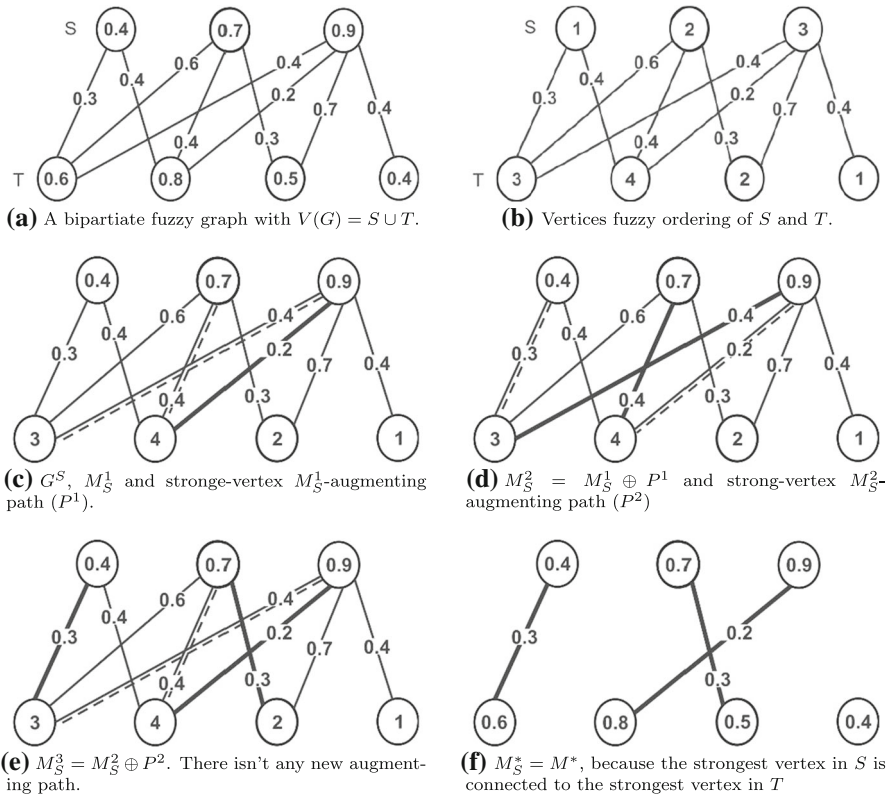 S 0.4 0.7 0.9
0.6 0.4
0.3 0.4 0.2 0.7 0.4
0.4 0.3
T 0.6 0.8 0.5 0.4
(a) A bipartiate fuzzy graph with V(G) = S ∪ T.
S 1 2 3
0.6 0.4
0.3 0.4 0.2 0.7 0.4
0.4 0.3
T 3 4 2 1
(b) Vertices fuzzy ordering of S and T.
0.4 0.7 0.9
0.6 0.4
0.3 0.4 0.2 0.7 0.4
0.4 0.3
3 4 2 1
(c) G^S, M_S^1 and stronge-vertex M_S^1-augmenting
path (P^1).
0.4 0.7 0.9
0.6 0.4
0.3 0.4 0.2 0.7 0.4
0.4 0.3
3 4 2 1
(d) M_S^2 = M_S^1 ⊕ P^1 and strong-vertex M_S^2-
augmenting path (P^2)
0.4 0.7 0.9
0.6 0.4
0.3 0.4 0.2 0.7 0.4
0.4 0.3
3 4 2 1
(e) M_S^3 = M_S^2 ⊕ P^2. There isn't any new augment-
ing path.
0.4 0.7 0.9
0.3 0.2
0.3
0.6 0.8 0.5 0.4
(f) M_S^* = M^*, because the strongest vertex in S is
connected to the strongest vertex in T